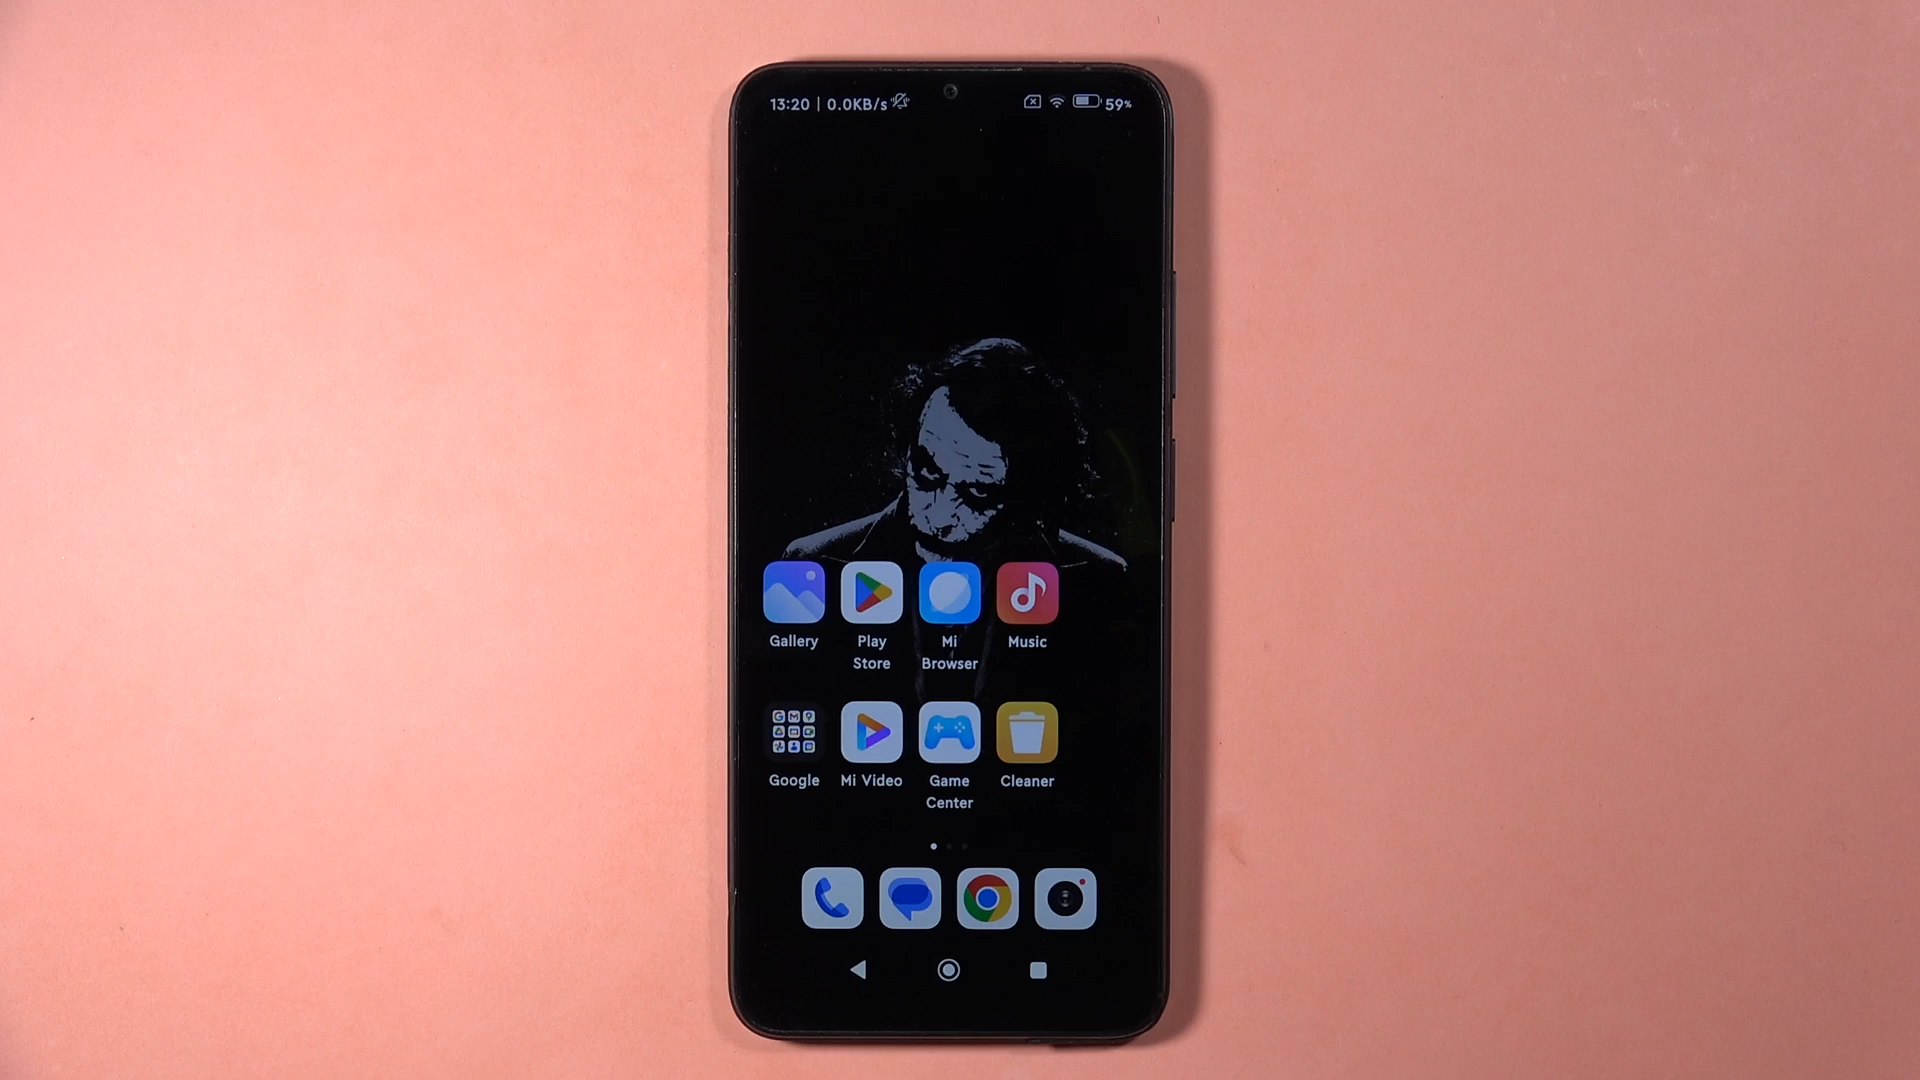 13:20 | 0.0KB/s 59%
Gallery Play Store Mi Browser Music
Google Mi Video Game Center Cleaner